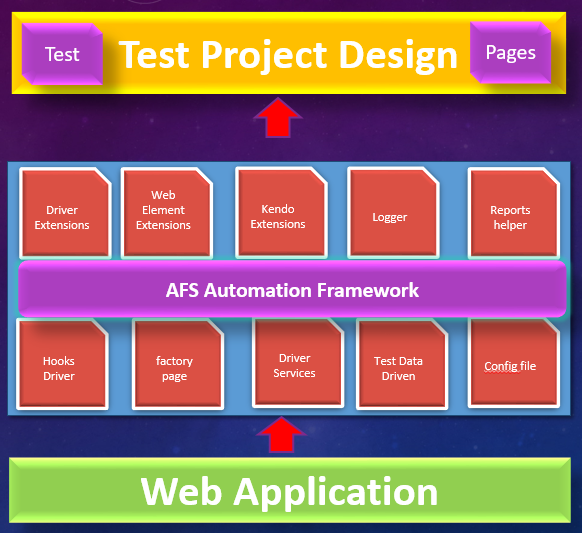 Test
Test Project Design
Pages
Driver
Extensions
Web
Element
Extensions
Kendo
Extensions
Logger
Reports
helper
AFS Automation Framework
Hooks
Driver
factory
page
Driver
Services
Test Data
Driven
Config file
Web Application